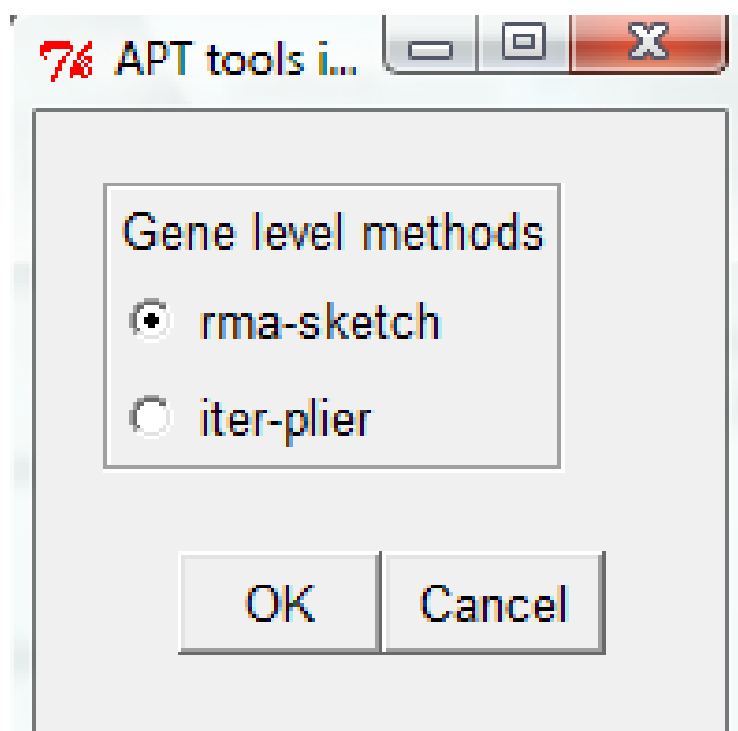 APT tools i...
Gene level methods
rma-sketch
iter-plier
OK Cancel